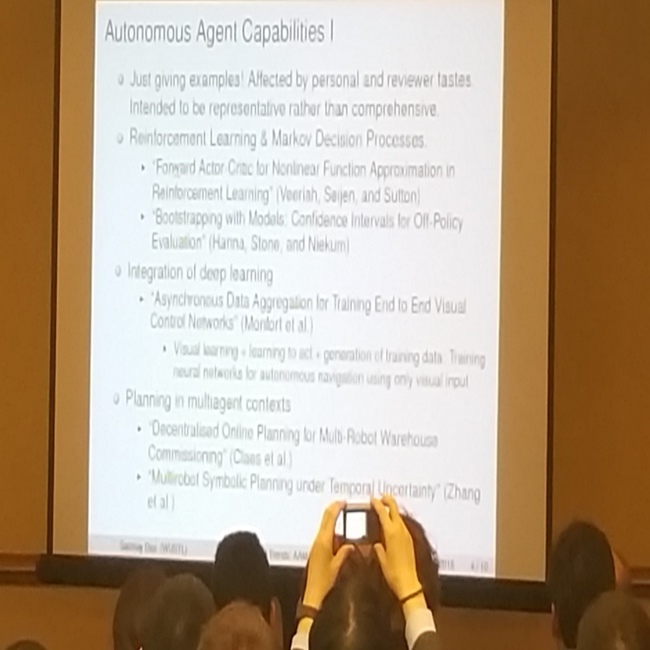 Autonomous Agent Capabilities I
Just giving examples! Affected by personal and reviewer tastes.
Intended to be representative rather than comprehensive.
Reinforcement Learning & Markov Decision Processes.
"Forward Actor Critic for Nonlinear Function Approximation in
Reinforcement Learning" (Veeriah, Seijen, and Sutton)
"Bootstrapping with Models: Confidence Intervals for Off-Policy
Evaluation" (Hanna, Stone, and Niekum)
Integration of deep learning
"Asynchronous Data Aggregation for Training End to End Visual
Control Networks" (Monfort et al.)
Visual learning + learning to act + generation of training data. Training
neural networks for autonomous navigation using only visual input
Planning in multiagent contexts
"Decentralised Online Planning for Multi-Robot Warehouse
Commissioning" (Claes et al.)
"Multirobot Symbolic Planning under Temporal Uncertainty" (Zhang
et al.)
(WUSTL)